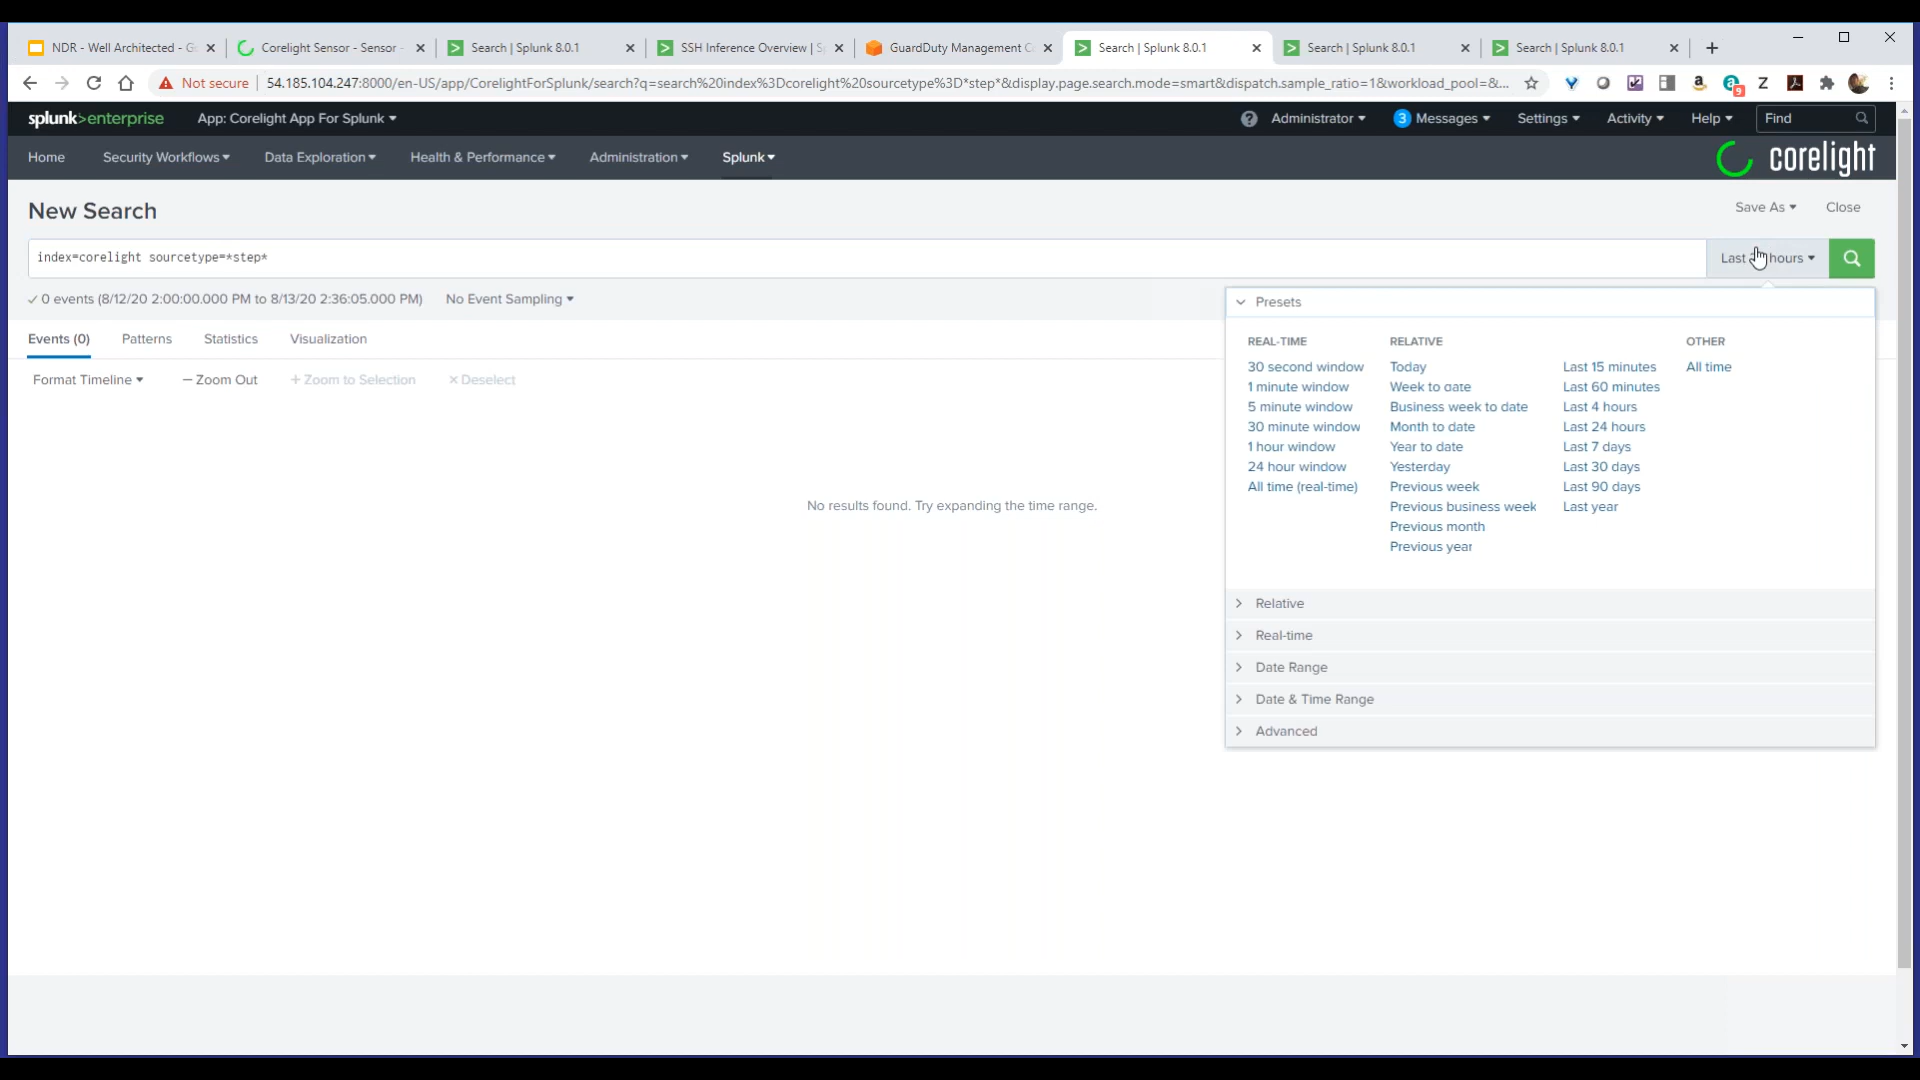 NDR - Well Architected - G
Corelight Sensor - Sensor -
Search | Splunk 8.0.1
SSH Inference Overview | S
GuardDuty Management C
Search | Splunk 8.0.1
Search | Splunk 8.0.1
Search | Splunk 8.0.1
Not secure
54.185.104.247:8000/en-US/app/CorelightForSplunk/search?q=search%20index%3Dcorelight%20sourcetype%3D*step*&display.page.search.mode=smart&dispatch.sample_ratio=1&workload_pool=&...
9
splunk>enterprise
App: Corelight App For Splunk
Administrator
3 Messages
Settings
Activity
Help
Find
Home
Security Workflows
Data Exploration
Health & Performance
Administration
Splunk
corelight
New Search
Save As
Close
index=corelight sourcetype=*step*
Last hours
✓ 0 events (8/12/20 2:00:00.000 PM to 8/13/20 2:36:05.000 PM)
No Event Sampling
Events (0)
Patterns
Statistics
Visualization
Format Timeline
– Zoom Out
+ Zoom to Selection
× Deselect
No results found. Try expanding the time range.
Presets
REAL-TIME
30 second window
1 minute window
5 minute window
30 minute window
1 hour window
24 hour window
All time (real-time)
RELATIVE
Today
Week to date
Business week to date
Month to date
Year to date
Yesterday
Previous week
Previous business week
Previous month
Previous year
Last 15 minutes
Last 60 minutes
Last 4 hours
Last 24 hours
Last 7 days
Last 30 days
Last 90 days
Last year
OTHER
All time
Relative
Real-time
Date Range
Date & Time Range
Advanced